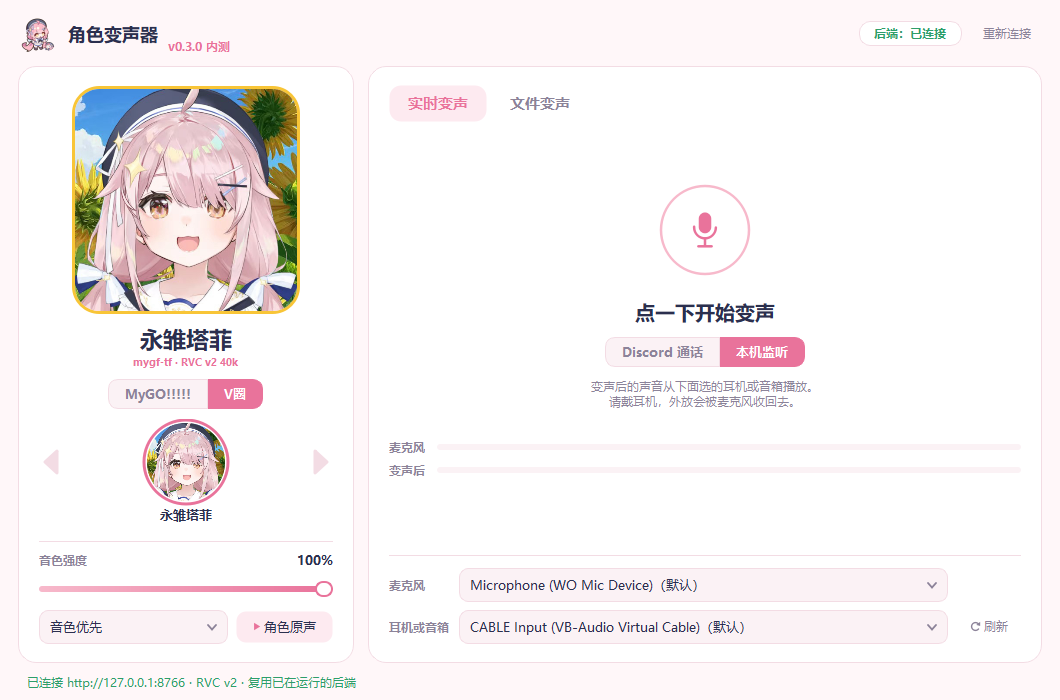 角色变声器
v0.3.0 内测
后端：已连接
重新连接
永雏塔菲
mygf-tf · RVC v2 40k
MyGO!!!!!
V圈
永雏塔菲
音色强度
100%
音色优先
角色原声
实时变声
文件变声
点一下开始变声
Discord 通话
本机监听
变声后的声音从下面选的耳机或音箱播放。
请戴耳机，外放会被麦克风收回去。
麦克风
变声后
麦克风
Microphone (WO Mic Device)（默认）
耳机或音箱
CABLE Input (VB-Audio Virtual Cable)（默认）
刷新
已连接 http://127.0.0.1:8766 · RVC v2 · 复用已在运行的后端